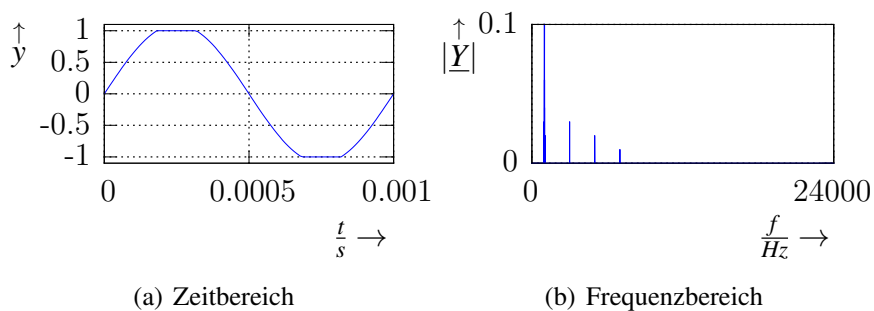 ↑
y
1
0.5
0
-0.5
-1
0
0.0005
0.001
t/s →
(a) Zeitbereich
↑
|Y|
0.1
0
0
24000
f/Hz →
(b) Frequenzbereich